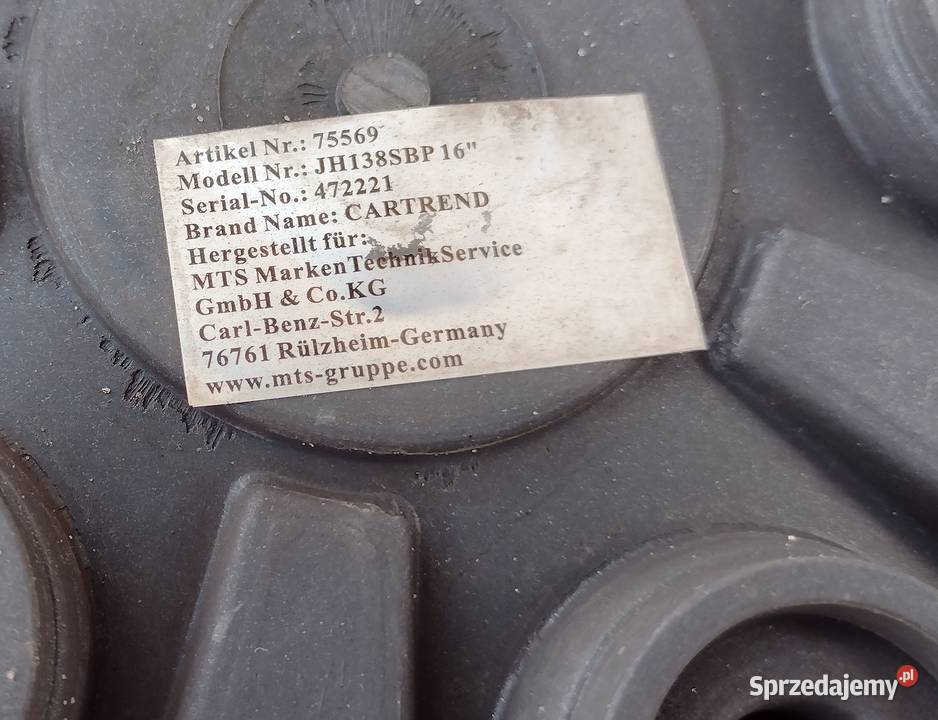 Artikel Nr.: 75569
Modell Nr.: JH138SBP 16"
Serial-No.: 472221
Brand Name: CARTREND
Hergestellt für:
MTS MarkenTechnikService
GmbH & Co.KG
Carl-Benz-Str.2
76761 Rülzheim-Germany
www.mts-gruppe.com
Sprzedajemy.pl